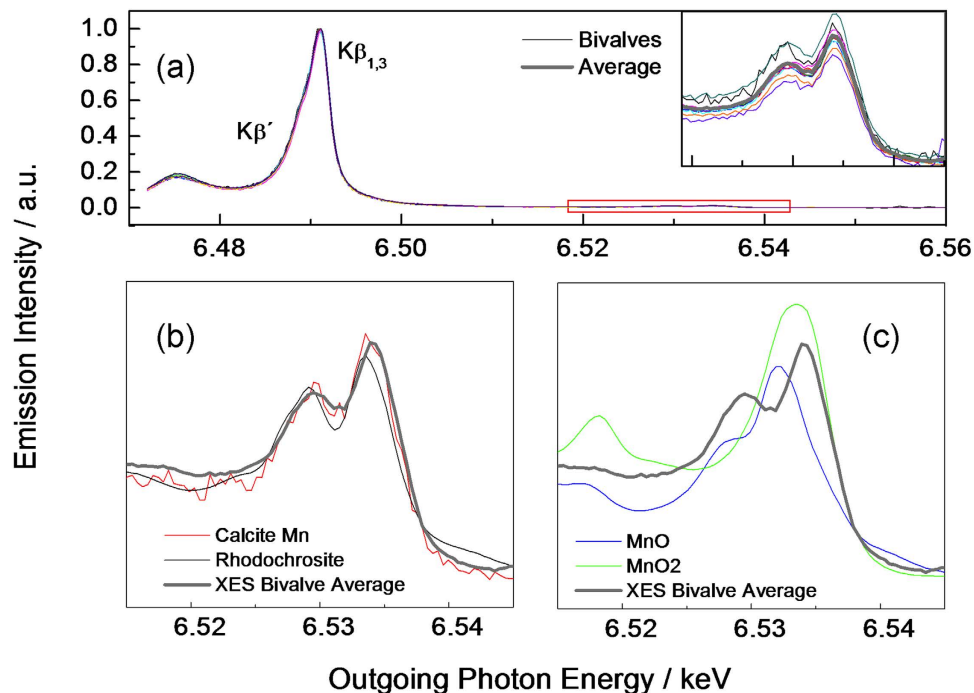 Emission Intensity / a.u.
1.0
0.8
0.6
0.4
0.2
0.0
(a)
Kβ´
Kβ1,3
Bivalves
Average
6.48
6.50
6.52
6.54
6.56
(b)
Calcite Mn
Rhodochrosite
XES Bivalve Average
6.52
6.53
6.54
(c)
MnO
MnO2
XES Bivalve Average
6.52
6.53
6.54
Outgoing Photon Energy / keV